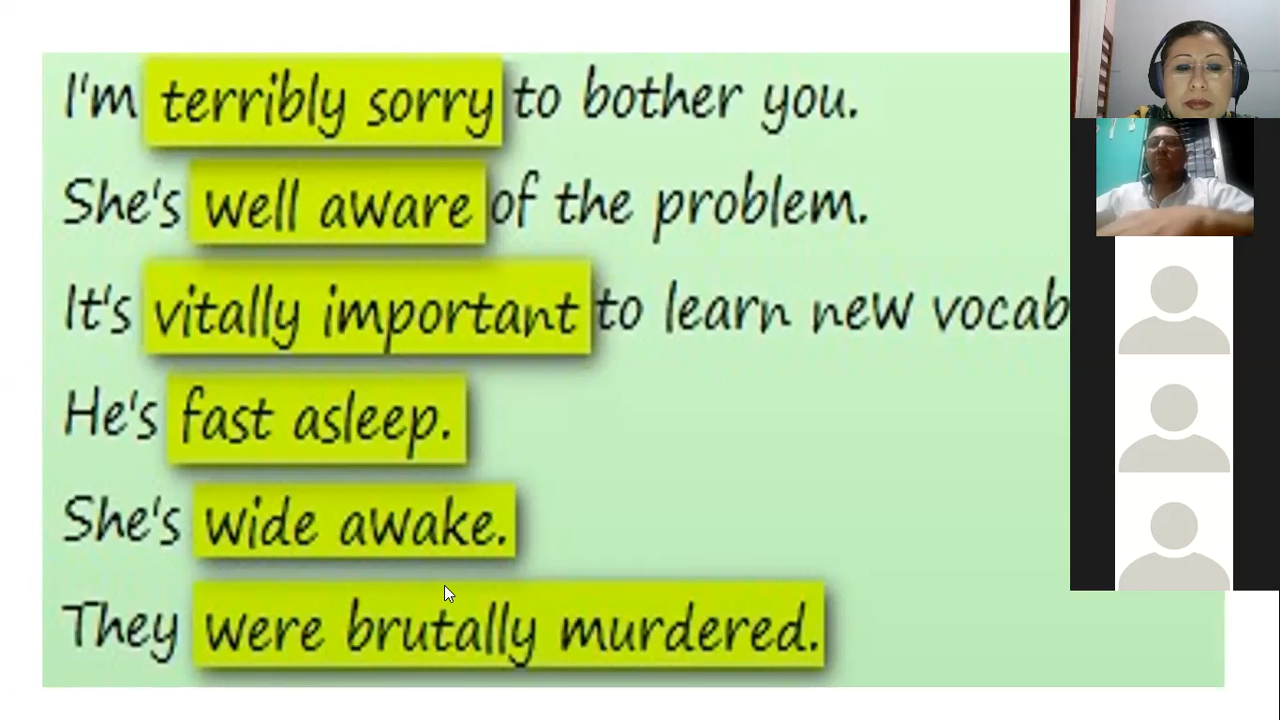 I'm terribly sorry to bother you.
She's well aware of the problem.
It's vitally important to learn new vocab
He's fast asleep.
She's wide awake.
They were brutally murdered.